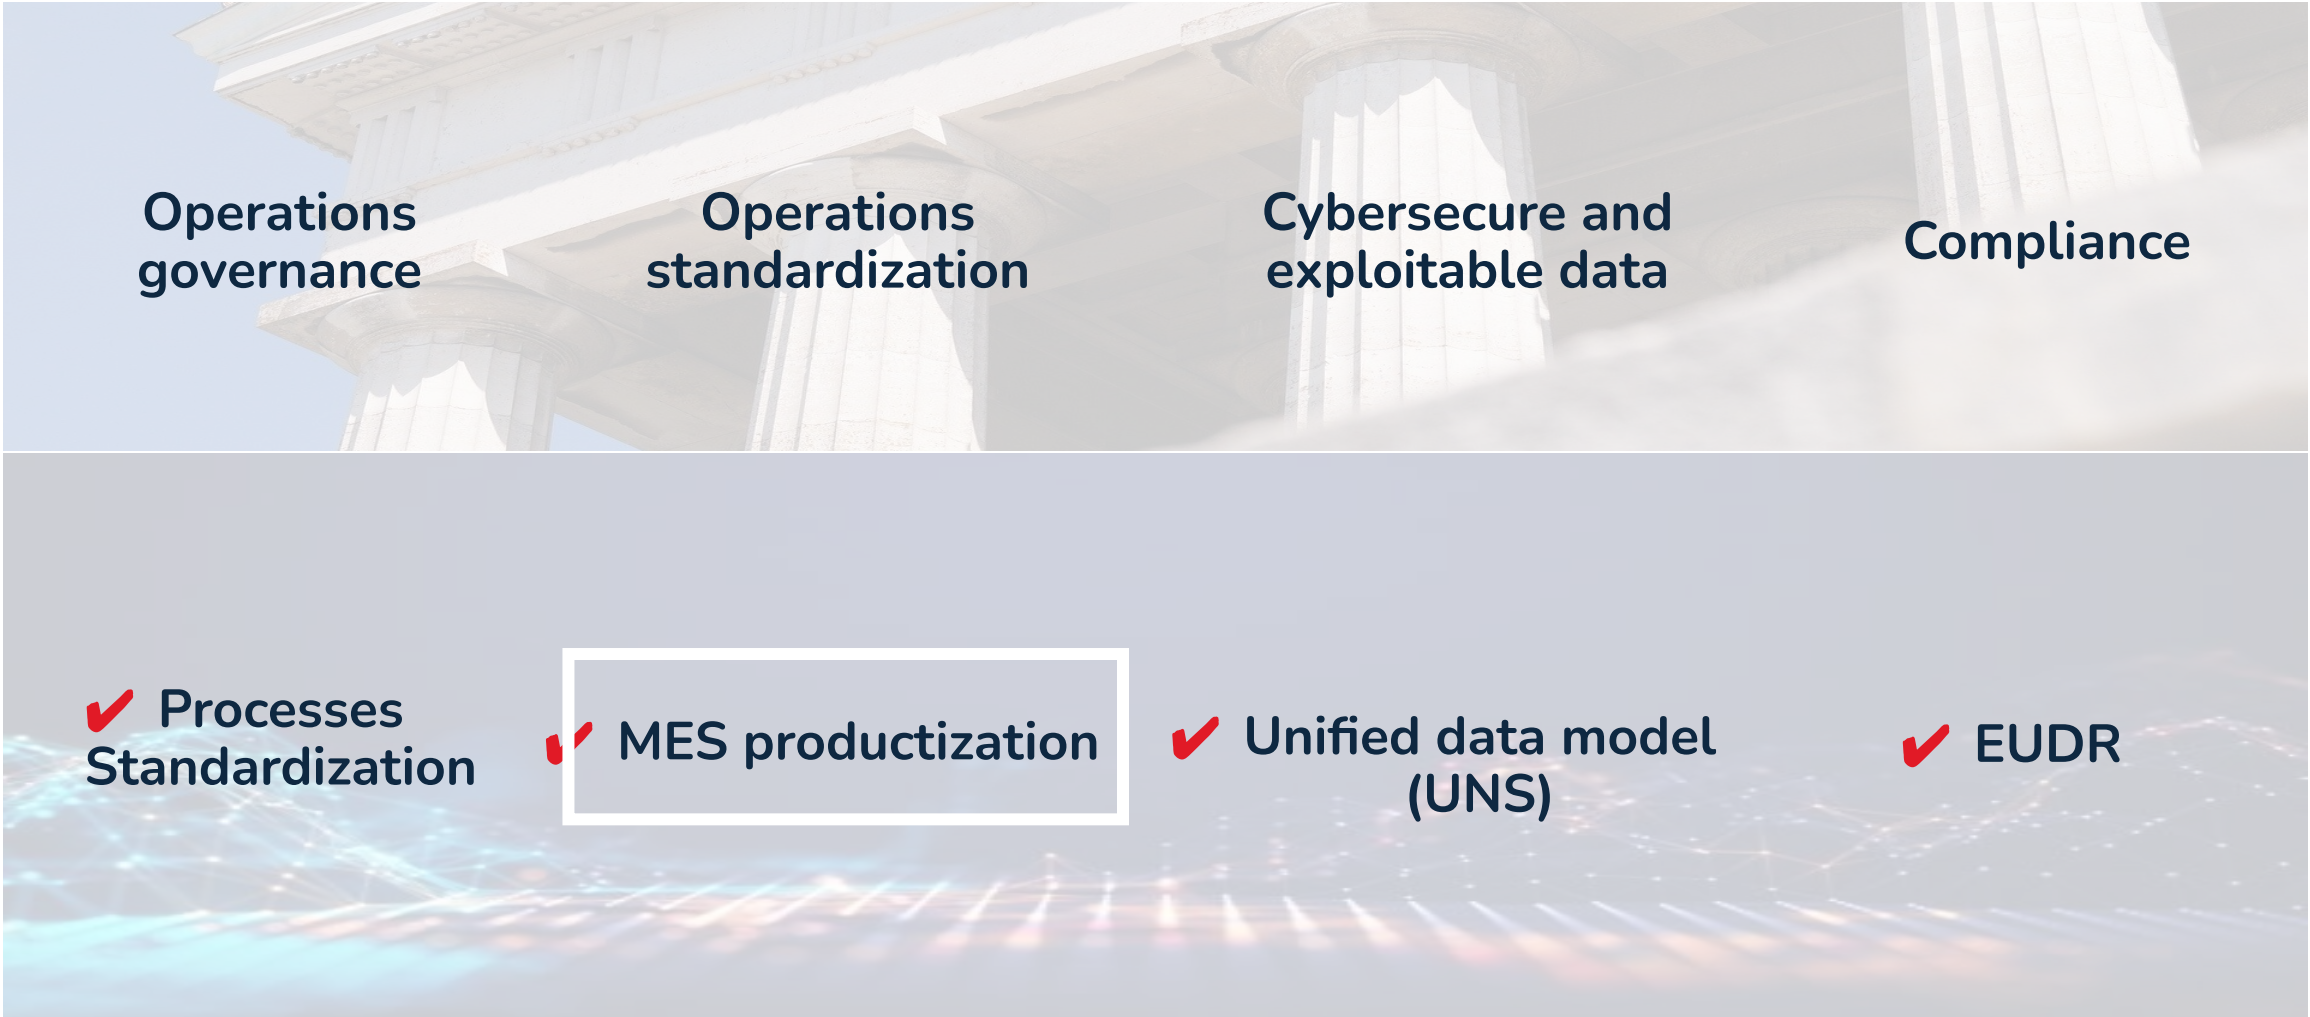 Operations
governance
Operations
standardization
Cybersecure and
exploitable data
Compliance
✔ Processes
Standardization
✔ MES productization
✔ Unified data model
(UNS)
✔ EUDR